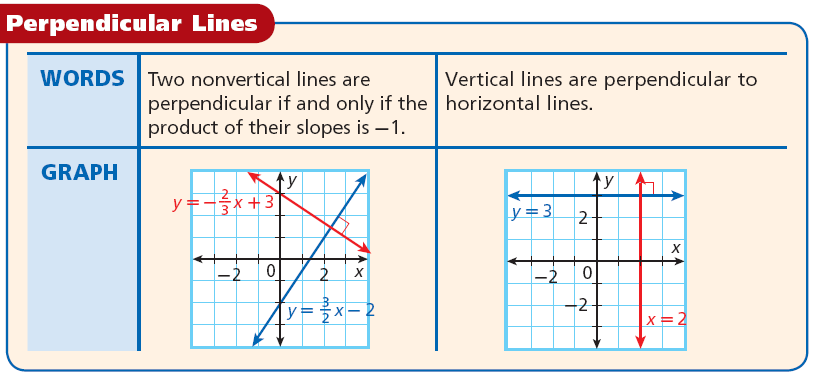 Perpendicular Lines
WORDS
Two nonvertical lines are
perpendicular if and only if the
product of their slopes is −1.
Vertical lines are perpendicular to
horizontal lines.
GRAPH
y
y = −2/3 x + 3
−2 0 2 x
y = 3/2 x − 2
y
y = 3
2
x
−2 0
−2
x = 2